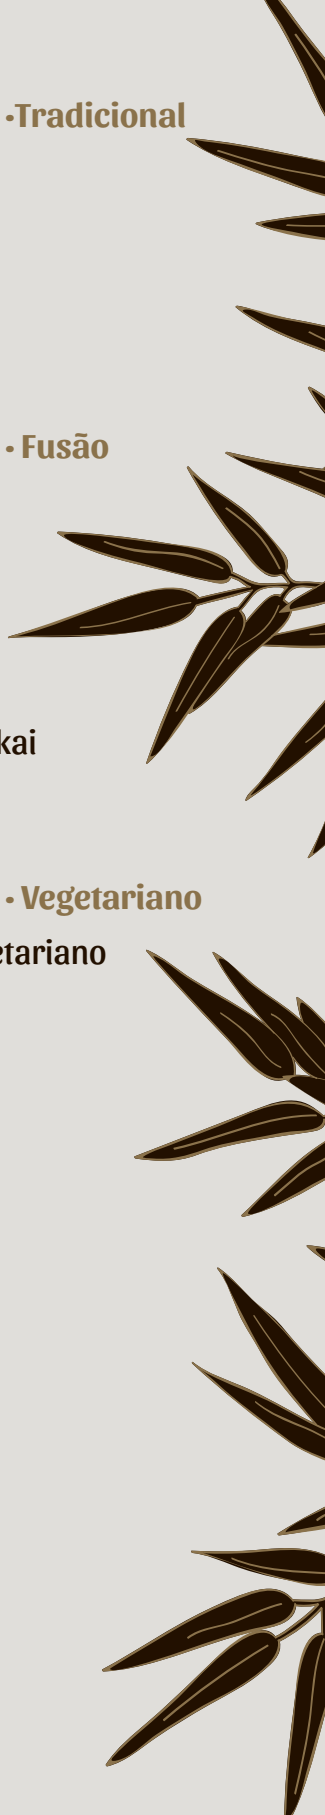 •Tradicional
• Fusão
kai
• Vegetariano
etariano